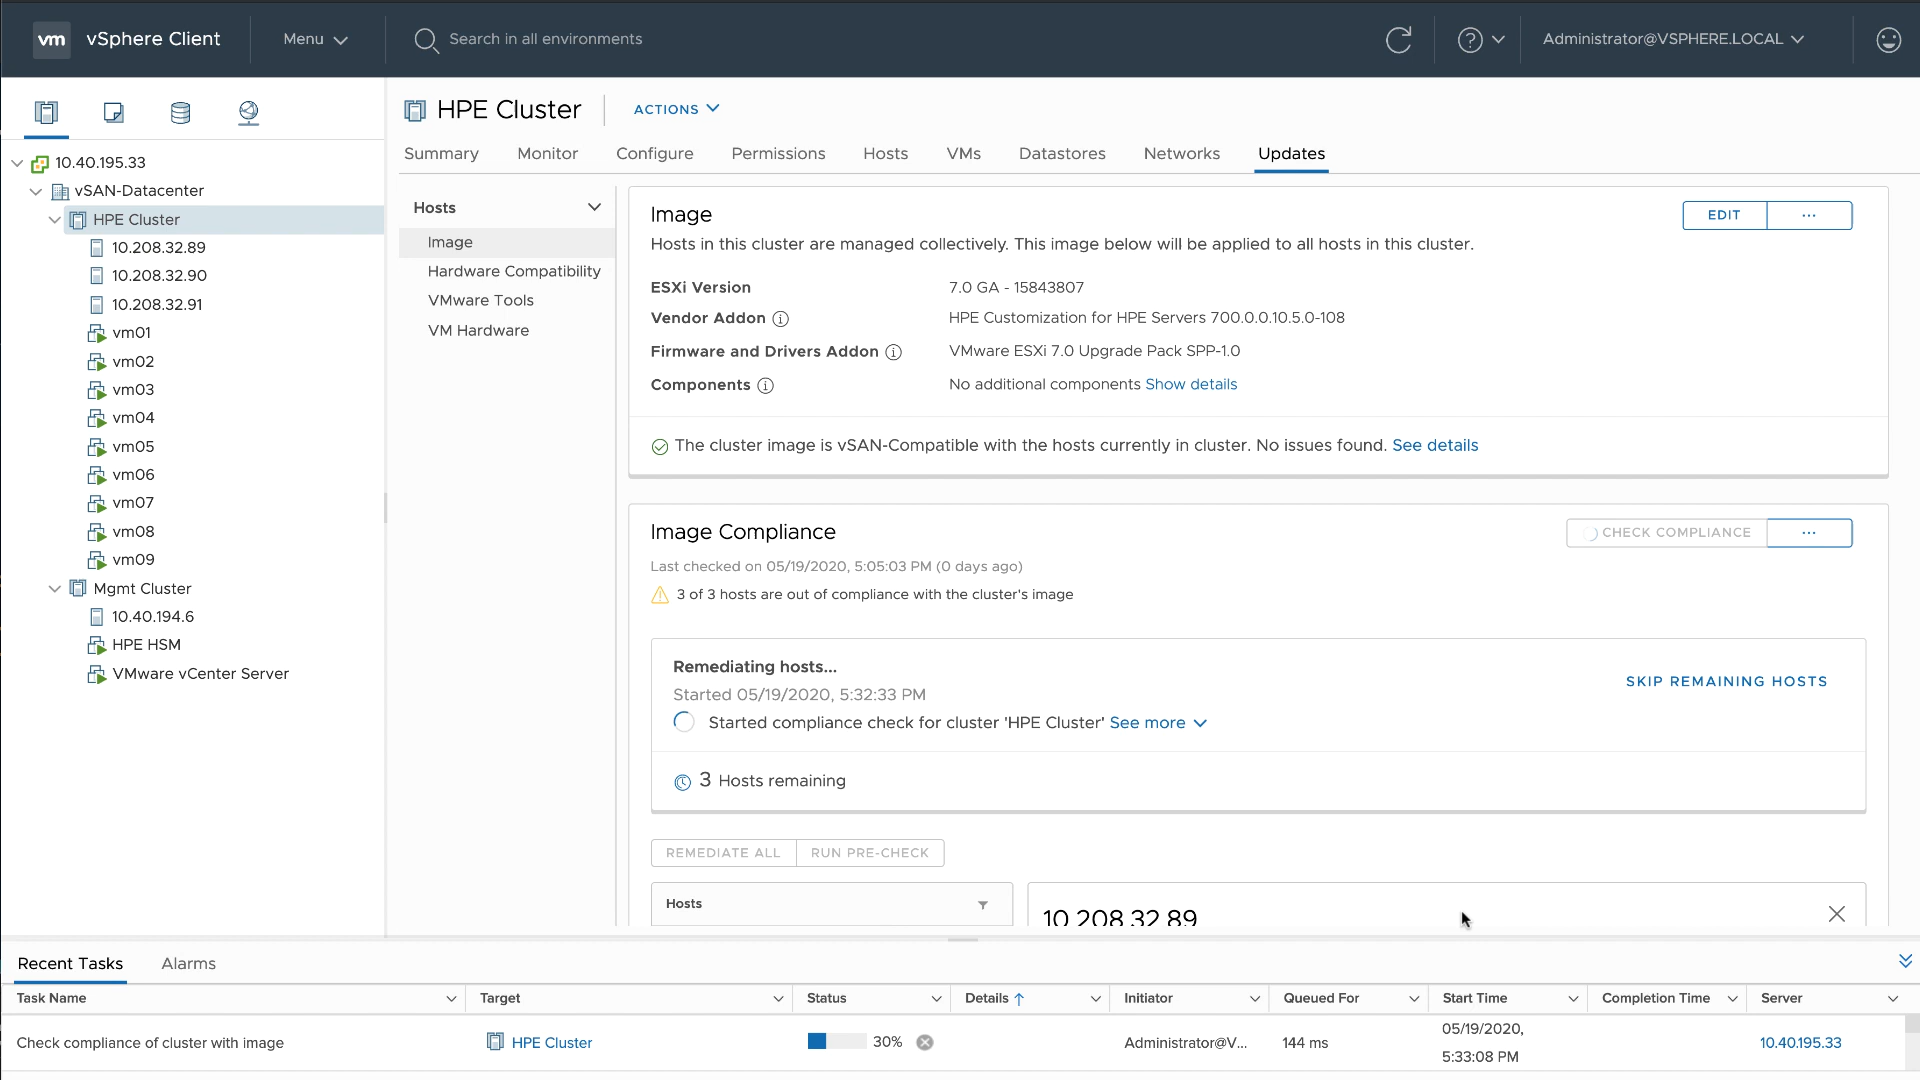 vm vSphere Client Menu Search in all environments Administrator@VSPHERE.LOCAL
10.40.195.33
vSAN-Datacenter
HPE Cluster
10.208.32.89
10.208.32.90
10.208.32.91
vm01
vm02
vm03
vm04
vm05
vm06
vm07
vm08
vm09
Mgmt Cluster
10.40.194.6
HPE HSM
VMware vCenter Server
HPE Cluster ACTIONS
Summary Monitor Configure Permissions Hosts VMs Datastores Networks Updates
Hosts
Image
Hardware Compatibility
VMware Tools
VM Hardware
Image EDIT ...
Hosts in this cluster are managed collectively. This image below will be applied to all hosts in this cluster.
ESXi Version 7.0 GA - 15843807
Vendor Addon HPE Customization for HPE Servers 700.0.0.10.5.0-108
Firmware and Drivers Addon VMware ESXi 7.0 Upgrade Pack SPP-1.0
Components No additional components Show details
The cluster image is vSAN-Compatible with the hosts currently in cluster. No issues found. See details
Image Compliance CHECK COMPLIANCE ...
Last checked on 05/19/2020, 5:05:03 PM (0 days ago)
3 of 3 hosts are out of compliance with the cluster's image
Remediating hosts...
SKIP REMAINING HOSTS
Started 05/19/2020, 5:32:33 PM
Started compliance check for cluster 'HPE Cluster' See more
3 Hosts remaining
REMEDIATE ALL RUN PRE-CHECK
Hosts
10.208.32.89
Recent Tasks Alarms
Task Name Target Status Details Initiator Queued For Start Time Completion Time Server
Check compliance of cluster with image HPE Cluster 30% Administrator@V... 144 ms 05/19/2020, 10.40.195.33
5:33:08 PM